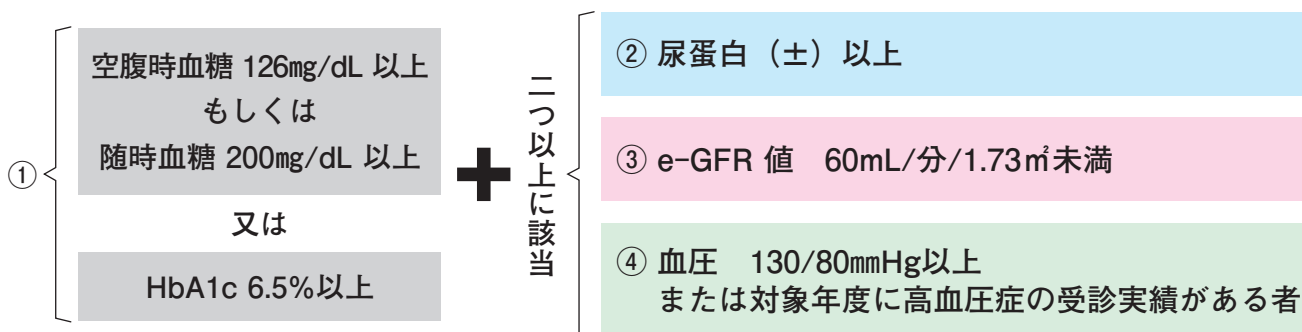 ①
空腹時血糖 126㎎/dL 以上
もしくは
随時血糖 200㎎/dL 以上
又は
HbA1c 6.5%以上
+
二つ以上に該当
② 尿蛋白（±）以上
③ e-GFR 値　60mL/分/1.73㎡未満
④ 血圧　130/80㎜Hg以上
または対象年度に高血圧症の受診実績がある者